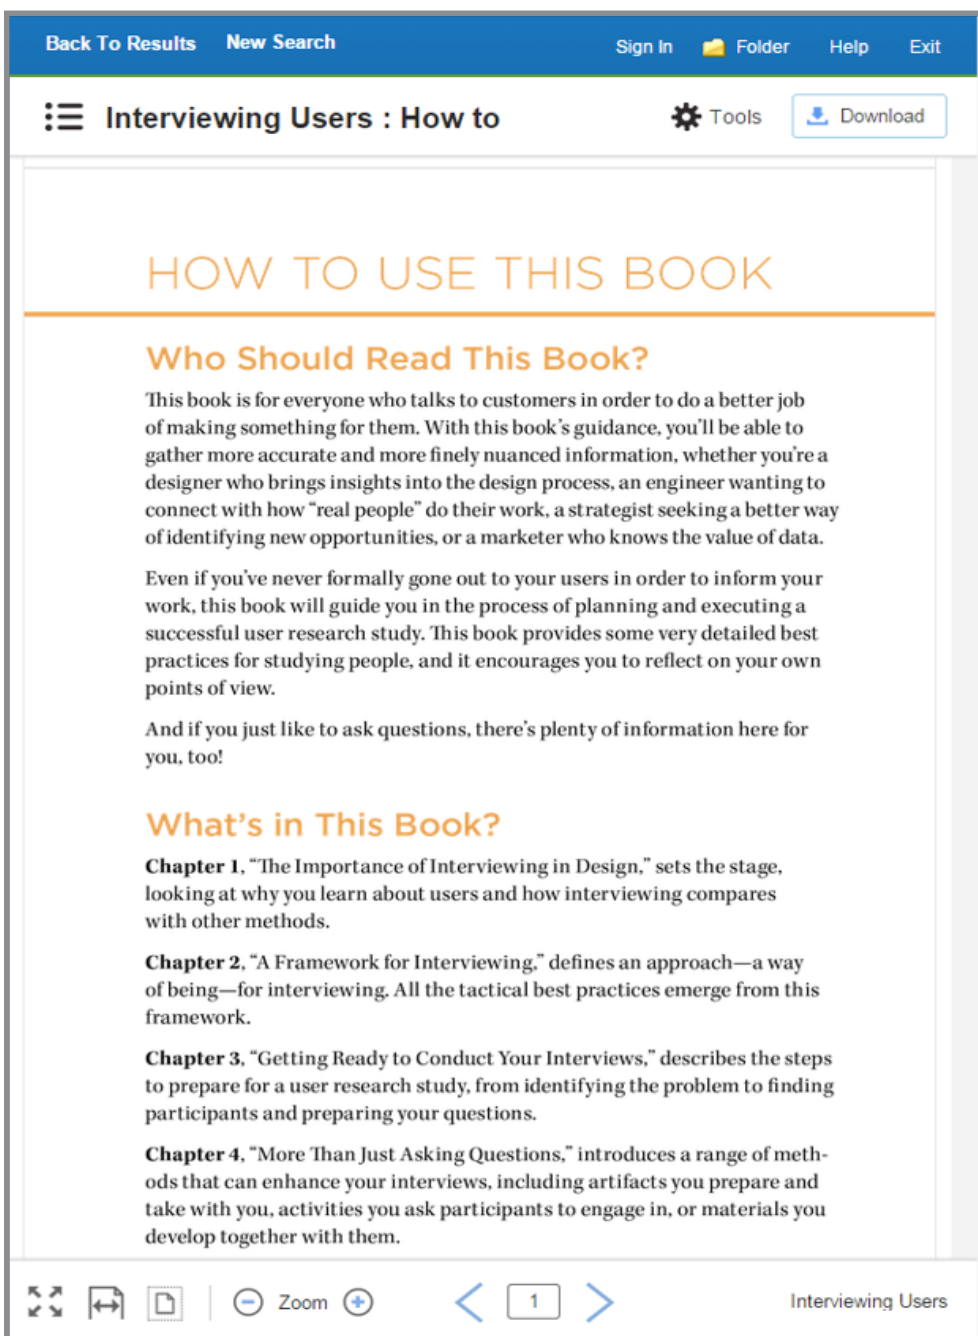 Back To Results New Search Sign In Folder Help Exit
Interviewing Users : How to Tools Download
HOW TO USE THIS BOOK
Who Should Read This Book?
This book is for everyone who talks to customers in order to do a better job
of making something for them. With this book’s guidance, you’ll be able to
gather more accurate and more finely nuanced information, whether you’re a
designer who brings insights into the design process, an engineer wanting to
connect with how “real people” do their work, a strategist seeking a better way
of identifying new opportunities, or a marketer who knows the value of data.
Even if you’ve never formally gone out to your users in order to inform your
work, this book will guide you in the process of planning and executing a
successful user research study. This book provides some very detailed best
practices for studying people, and it encourages you to reflect on your own
points of view.
And if you just like to ask questions, there’s plenty of information here for
you, too!
What’s in This Book?
Chapter 1, “The Importance of Interviewing in Design,” sets the stage,
looking at why you learn about users and how interviewing compares
with other methods.
Chapter 2, “A Framework for Interviewing,” defines an approach—a way
of being—for interviewing. All the tactical best practices emerge from this
framework.
Chapter 3, “Getting Ready to Conduct Your Interviews,” describes the steps
to prepare for a user research study, from identifying the problem to finding
participants and preparing your questions.
Chapter 4, “More Than Just Asking Questions,” introduces a range of meth-
ods that can enhance your interviews, including artifacts you prepare and
take with you, activities you ask participants to engage in, or materials you
develop together with them.
Zoom 1 Interviewing Users